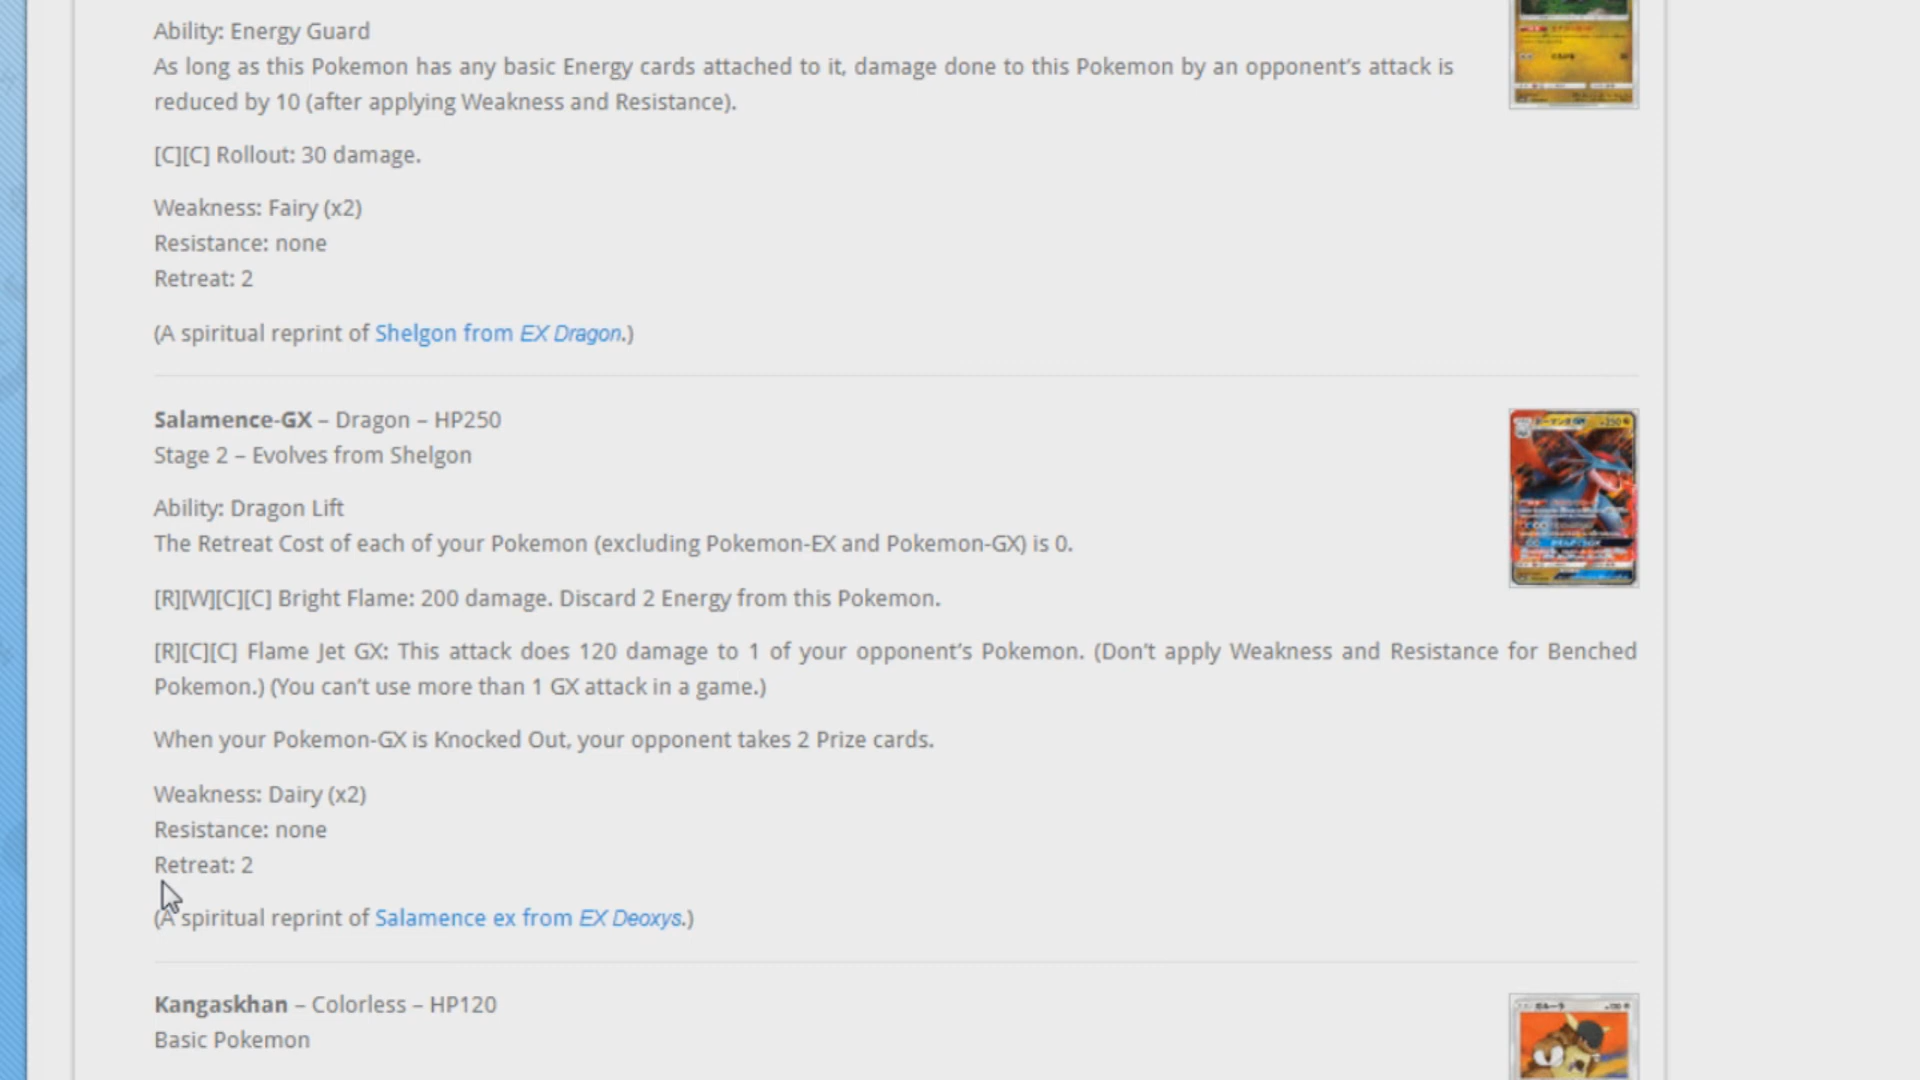 Ability: Energy Guard
As long as this Pokemon has any basic Energy cards attached to it, damage done to this Pokemon by an opponent’s attack is
reduced by 10 (after applying Weakness and Resistance).
[C][C] Rollout: 30 damage.
Weakness: Fairy (x2)
Resistance: none
Retreat: 2
(A spiritual reprint of Shelgon from EX Dragon.)
Salamence-GX – Dragon – HP250
Stage 2 – Evolves from Shelgon
Ability: Dragon Lift
The Retreat Cost of each of your Pokemon (excluding Pokemon-EX and Pokemon-GX) is 0.
[R][W][C][C] Bright Flame: 200 damage. Discard 2 Energy from this Pokemon.
[R][C][C] Flame Jet GX: This attack does 120 damage to 1 of your opponent’s Pokemon. (Don’t apply Weakness and Resistance for Benched
Pokemon.) (You can’t use more than 1 GX attack in a game.)
When your Pokemon-GX is Knocked Out, your opponent takes 2 Prize cards.
Weakness: Dairy (x2)
Resistance: none
Retreat: 2
(A spiritual reprint of Salamence ex from EX Deoxys.)
Kangaskhan – Colorless – HP120
Basic Pokemon